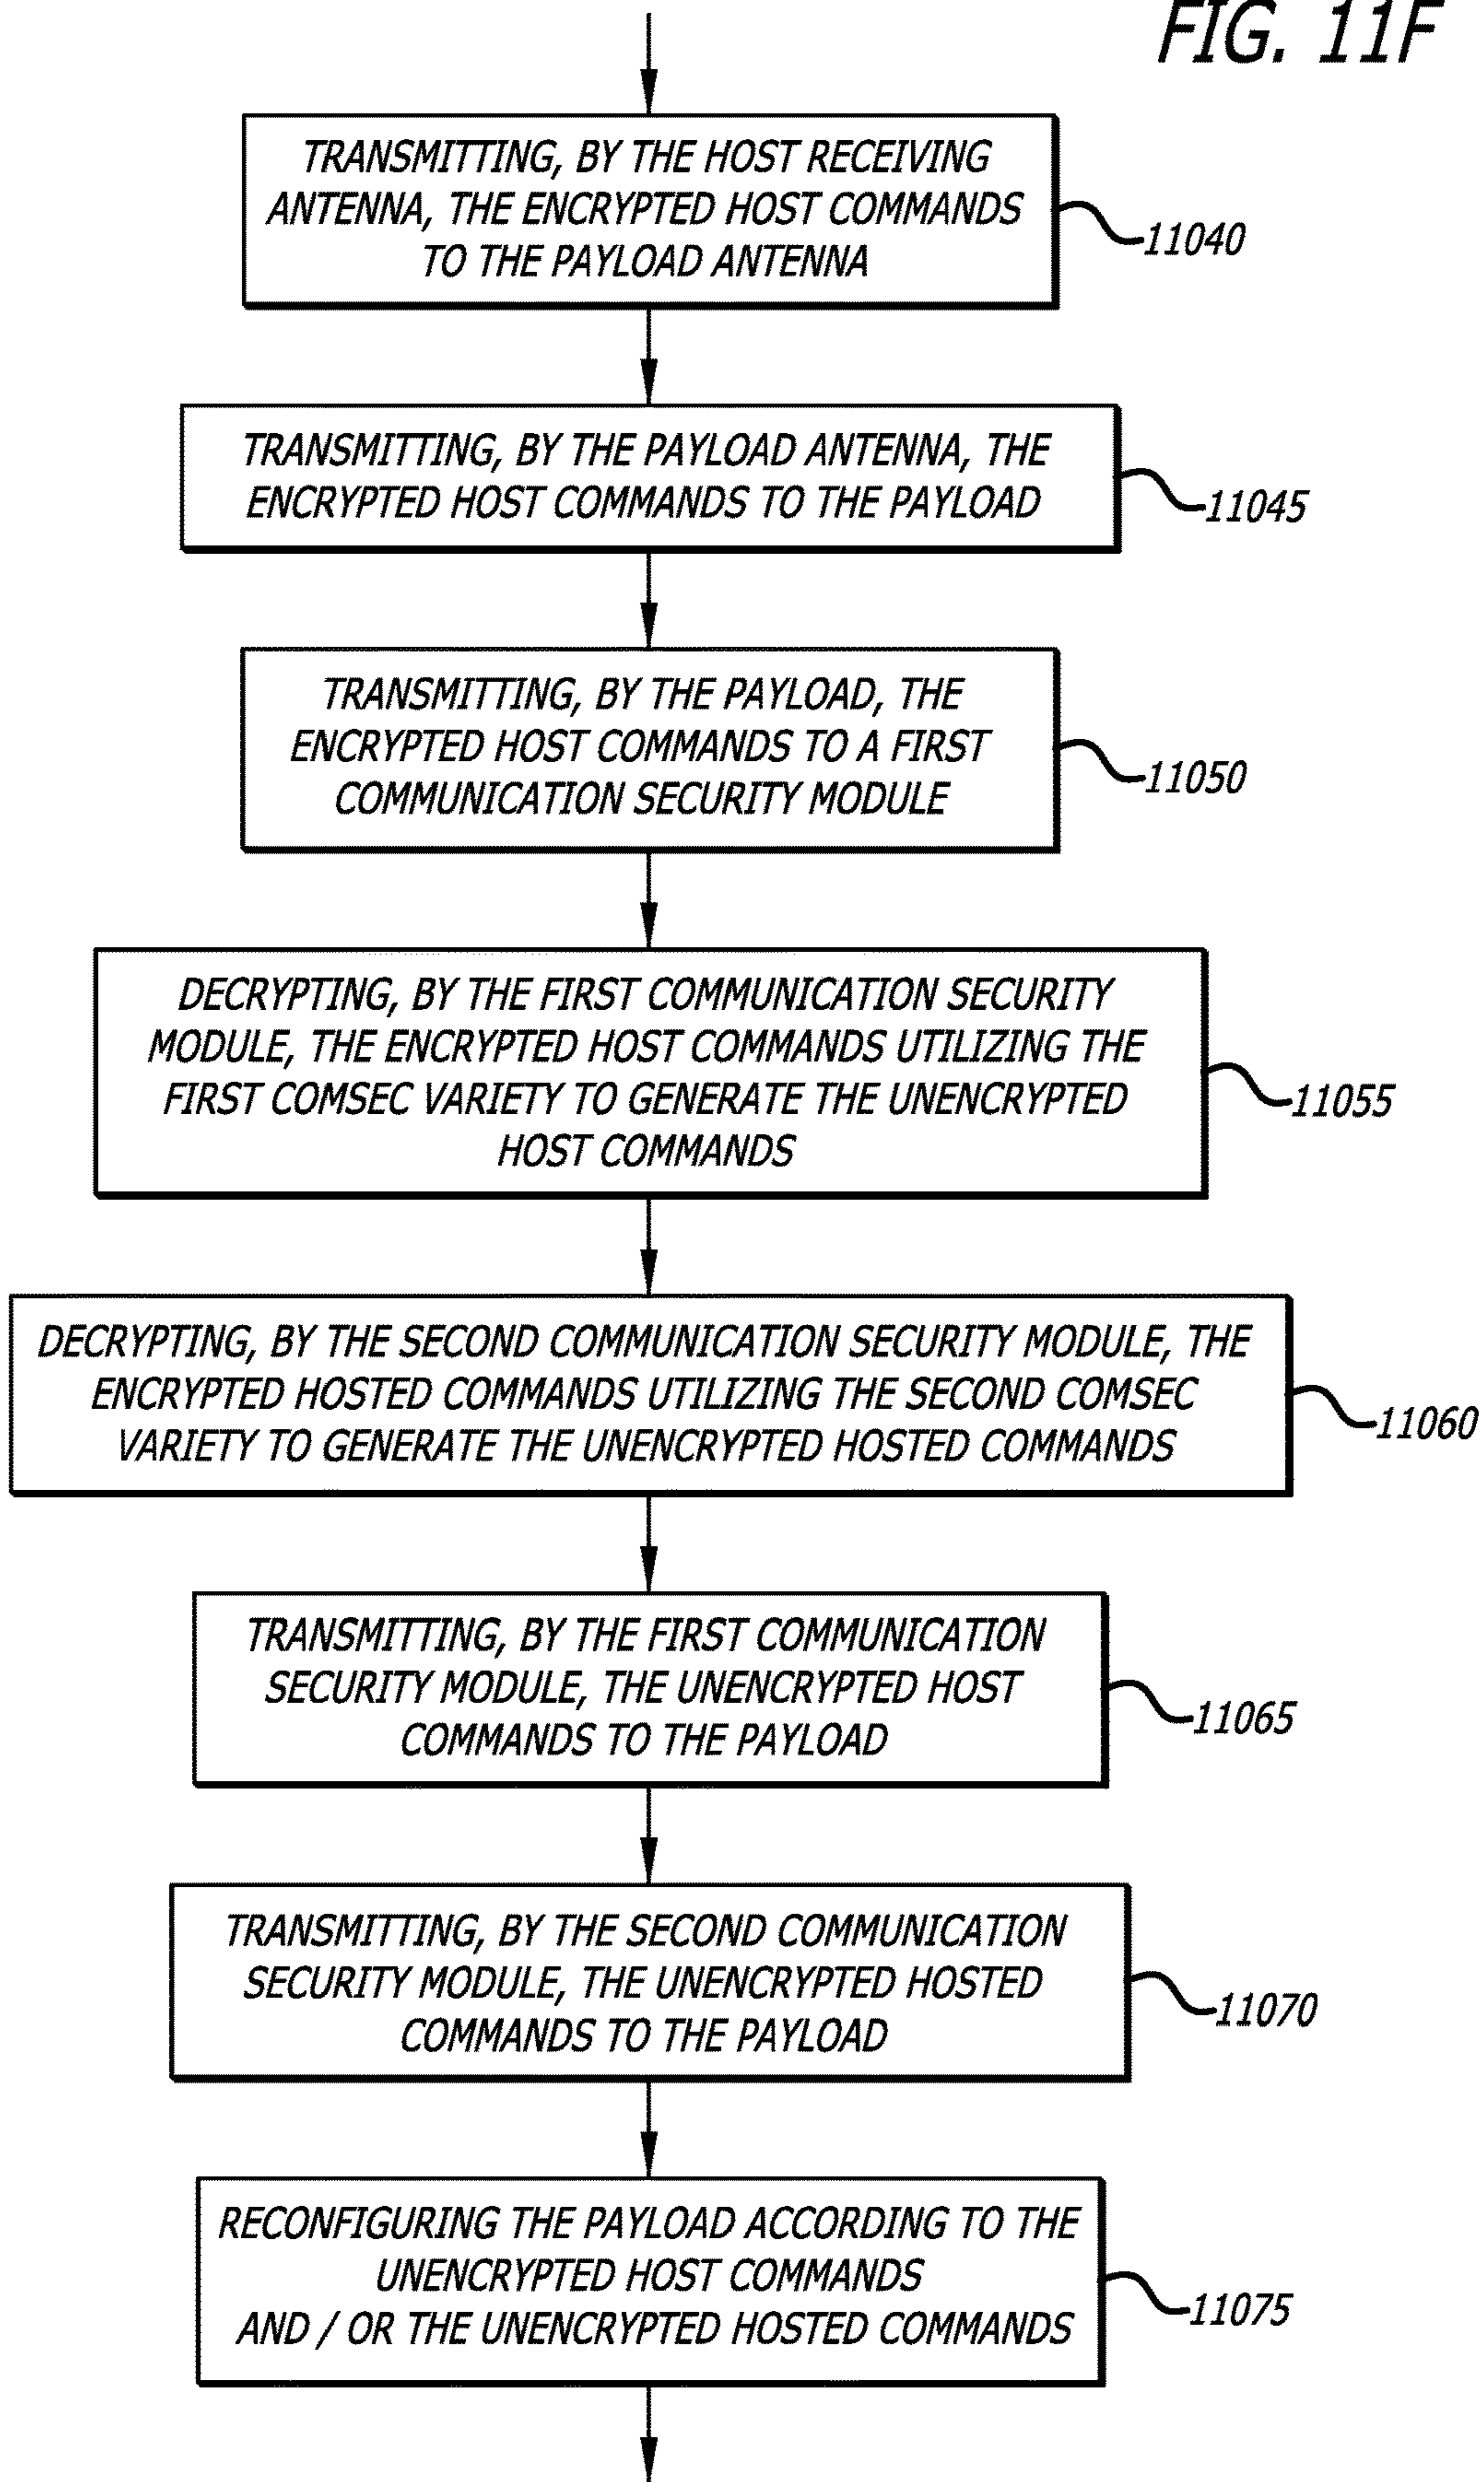 FIG. 11F
TRANSMITTING, BY THE HOST RECEIVING
ANTENNA, THE ENCRYPTED HOST COMMANDS
TO THE PAYLOAD ANTENNA
11040
TRANSMITTING, BY THE PAYLOAD ANTENNA, THE
ENCRYPTED HOST COMMANDS TO THE PAYLOAD
11045
TRANSMITTING, BY THE PAYLOAD, THE
ENCRYPTED HOST COMMANDS TO A FIRST
COMMUNICATION SECURITY MODULE
11050
DECRYPTING, BY THE FIRST COMMUNICATION SECURITY
MODULE, THE ENCRYPTED HOST COMMANDS UTILIZING THE
FIRST COMSEC VARIETY TO GENERATE THE UNENCRYPTED
HOST COMMANDS
11055
DECRYPTING, BY THE SECOND COMMUNICATION SECURITY MODULE, THE
ENCRYPTED HOSTED COMMANDS UTILIZING THE SECOND COMSEC
VARIETY TO GENERATE THE UNENCRYPTED HOSTED COMMANDS
11060
TRANSMITTING, BY THE FIRST COMMUNICATION
SECURITY MODULE, THE UNENCRYPTED HOST
COMMANDS TO THE PAYLOAD
11065
TRANSMITTING, BY THE SECOND COMMUNICATION
SECURITY MODULE, THE UNENCRYPTED HOSTED
COMMANDS TO THE PAYLOAD
11070
RECONFIGURING THE PAYLOAD ACCORDING TO THE
UNENCRYPTED HOST COMMANDS
AND / OR THE UNENCRYPTED HOSTED COMMANDS
11075